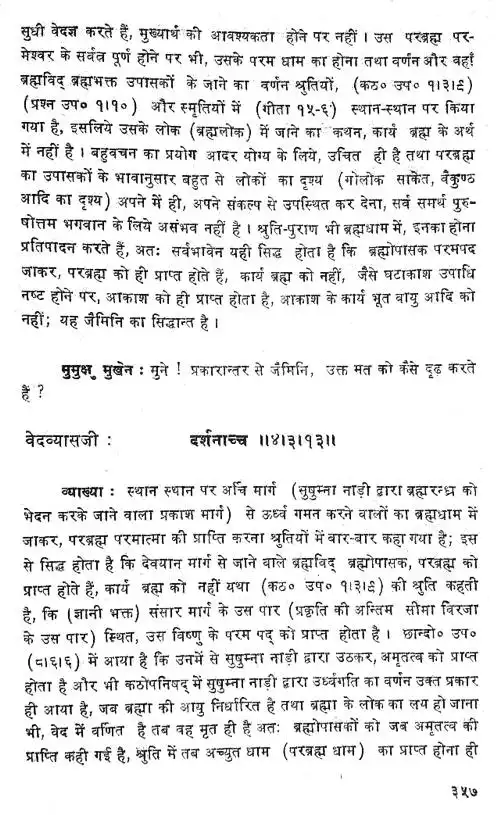 सुधी वेदज्ञ करते हैं, मुख्यार्थ की आवश्यकता होने पर नहीं । उस परब्रह्म पर-
मेश्वर के सर्वत्र पूर्ण होने पर भी, उसके परम धाम का होना तथा वर्णन और वहाँ
ब्रह्मविद् ब्रह्मभक्त उपासकों के जाने का वर्णन श्रुतियों, (कठ० उप० १।३।९)
(प्रश्न उप० १।१०) और स्मृतियों में (गीता १५-६) स्थान-स्थान पर किया
गया है, इसलिये उसके लोक (ब्रह्मलोक) में जाने का कथन, कार्य ब्रह्म के अर्थ
में नहीं है । बहुवचन का प्रयोग आदर योग्य के लिये, उचित ही है तथा परब्रह्म
का उपासकों के भावानुसार बहुत से लोकों का दृश्य (गोलोक साकेत, वैकुण्ठ
आदि का दृश्य) अपने में ही, अपने संकल्प से उपस्थित कर देना, सर्व समर्थ पुरु-
षोत्तम भगवान के लिये असंभव नहीं है । श्रुति-पुराण भी ब्रह्मधाम में, इनका होना
प्रतिपादन करते हैं, अतः सर्वभावेन यही सिद्ध होता है कि ब्रह्मोपासक परमपद
जाकर, परब्रह्म को ही प्राप्त होते हैं, कार्य ब्रह्म को नहीं, जैसे घटाकाश उपाधि
नष्ट होने पर, आकाश को ही प्राप्त होता है, आकाश के कार्य भूत वायु आदि को
नहीं; यह जैमिनि का सिद्धान्त है ।
मुमुक्षु मुखेन : मुने ! प्रकारान्तर से जैमिनि, उक्त मत को कैसे दृढ़ करते
हैं ?
वेदव्यासजी : दर्शनाच्च ॥४।३।१३॥
व्याख्या : स्थान स्थान पर अर्चि मार्ग (सुषुम्ना नाड़ी द्वारा ब्रह्मरन्ध्र को
भेदन करके जाने वाला प्रकाश मार्ग) से ऊर्ध्व गमन करने वालों का ब्रह्मधाम में
जाकर, परब्रह्म परमात्मा की प्राप्ति करना श्रुतियों में बार-बार कहा गया है; इस
से सिद्ध होता है कि देवयान मार्ग से जाने वाले ब्रह्मविद् ब्रह्मोपासक, परब्रह्म को
प्राप्त होते हैं, कार्य ब्रह्म को नहीं यथा (कठ० उप० १।३।९) की श्रुति कहती
है, कि (ज्ञानी भक्त) संसार मार्ग के उस पार (प्रकृति की अन्तिम सीमा विरजा
के उस पार) स्थित, उस विष्णु के परम पद् को प्राप्त होता है । छान्दो० उप०
(८।६।६) में आया है कि उनमें से सुषुम्ना नाड़ी द्वारा उठकर, अमृतत्व को प्राप्त
होता है और भी कठोपनिषद् में सुषुम्ना नाड़ी द्वारा उर्ध्वगति का वर्णन उक्त प्रकार
ही आया है, जब ब्रह्मा की आयु निर्धारित है तथा ब्रह्मा के लोक का लय हो जाना
भी, वेद में वर्णित है तब वह मृत ही है अतः ब्रह्मोपासकों को जब अमृतत्व की
प्राप्ति कही गई है, श्रुति में तब अच्युत धाम (परब्रह्म धाम) का प्राप्त होना ही
३५७